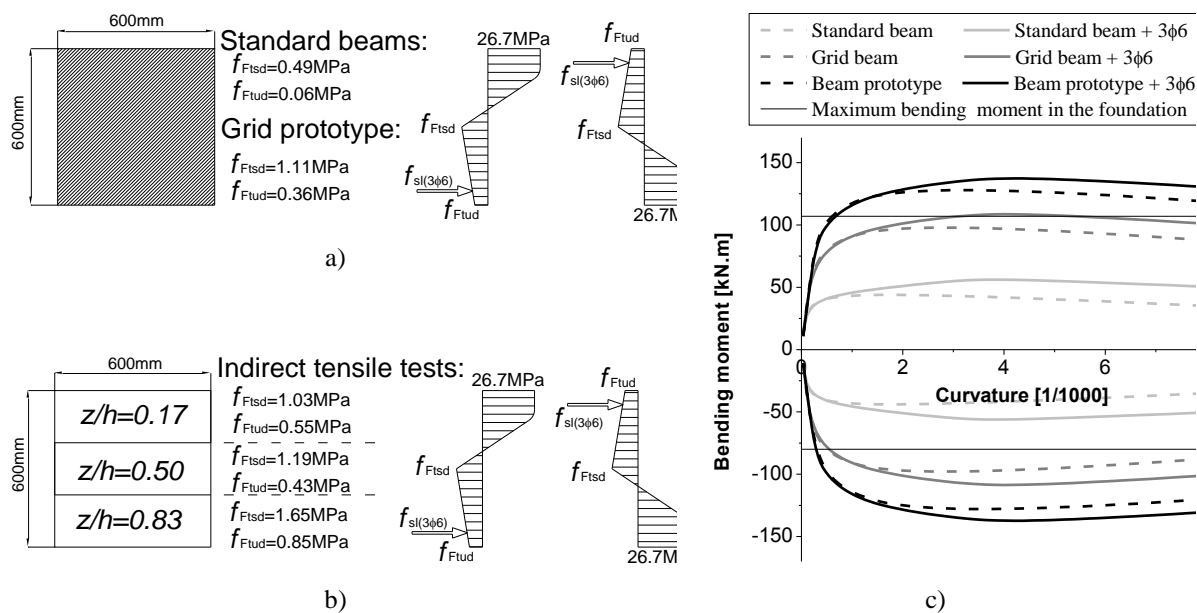 600mm
600mm
Standard beams:
fFtsd=0.49MPa
fFtud=0.06MPa
Grid prototype:
fFtsd=1.11MPa
fFtud=0.36MPa
26.7MPa
fFtsd
fsl(3ϕ6)
fFtud
fFtud
fsl(3ϕ6)
fFtsd
26.7M
a)
600mm
600mm
z/h=0.17
z/h=0.50
z/h=0.83
Indirect tensile tests:
fFtsd=1.03MPa
fFtud=0.55MPa
fFtsd=1.19MPa
fFtud=0.43MPa
fFtsd=1.65MPa
fFtud=0.85MPa
26.7MPa
fFtsd
fsl(3ϕ6)
fFtud
fFtud
fsl(3ϕ6)
fFtsd
26.7M
b)
Standard beam
Standard beam + 3ϕ6
Grid beam
Grid beam + 3ϕ6
Beam prototype
Beam prototype + 3ϕ6
Maximum bending moment in the foundation
Bending moment [kN.m]
150
100
50
0
-50
-100
-150
0 2 4 6
Curvature [1/1000]
c)